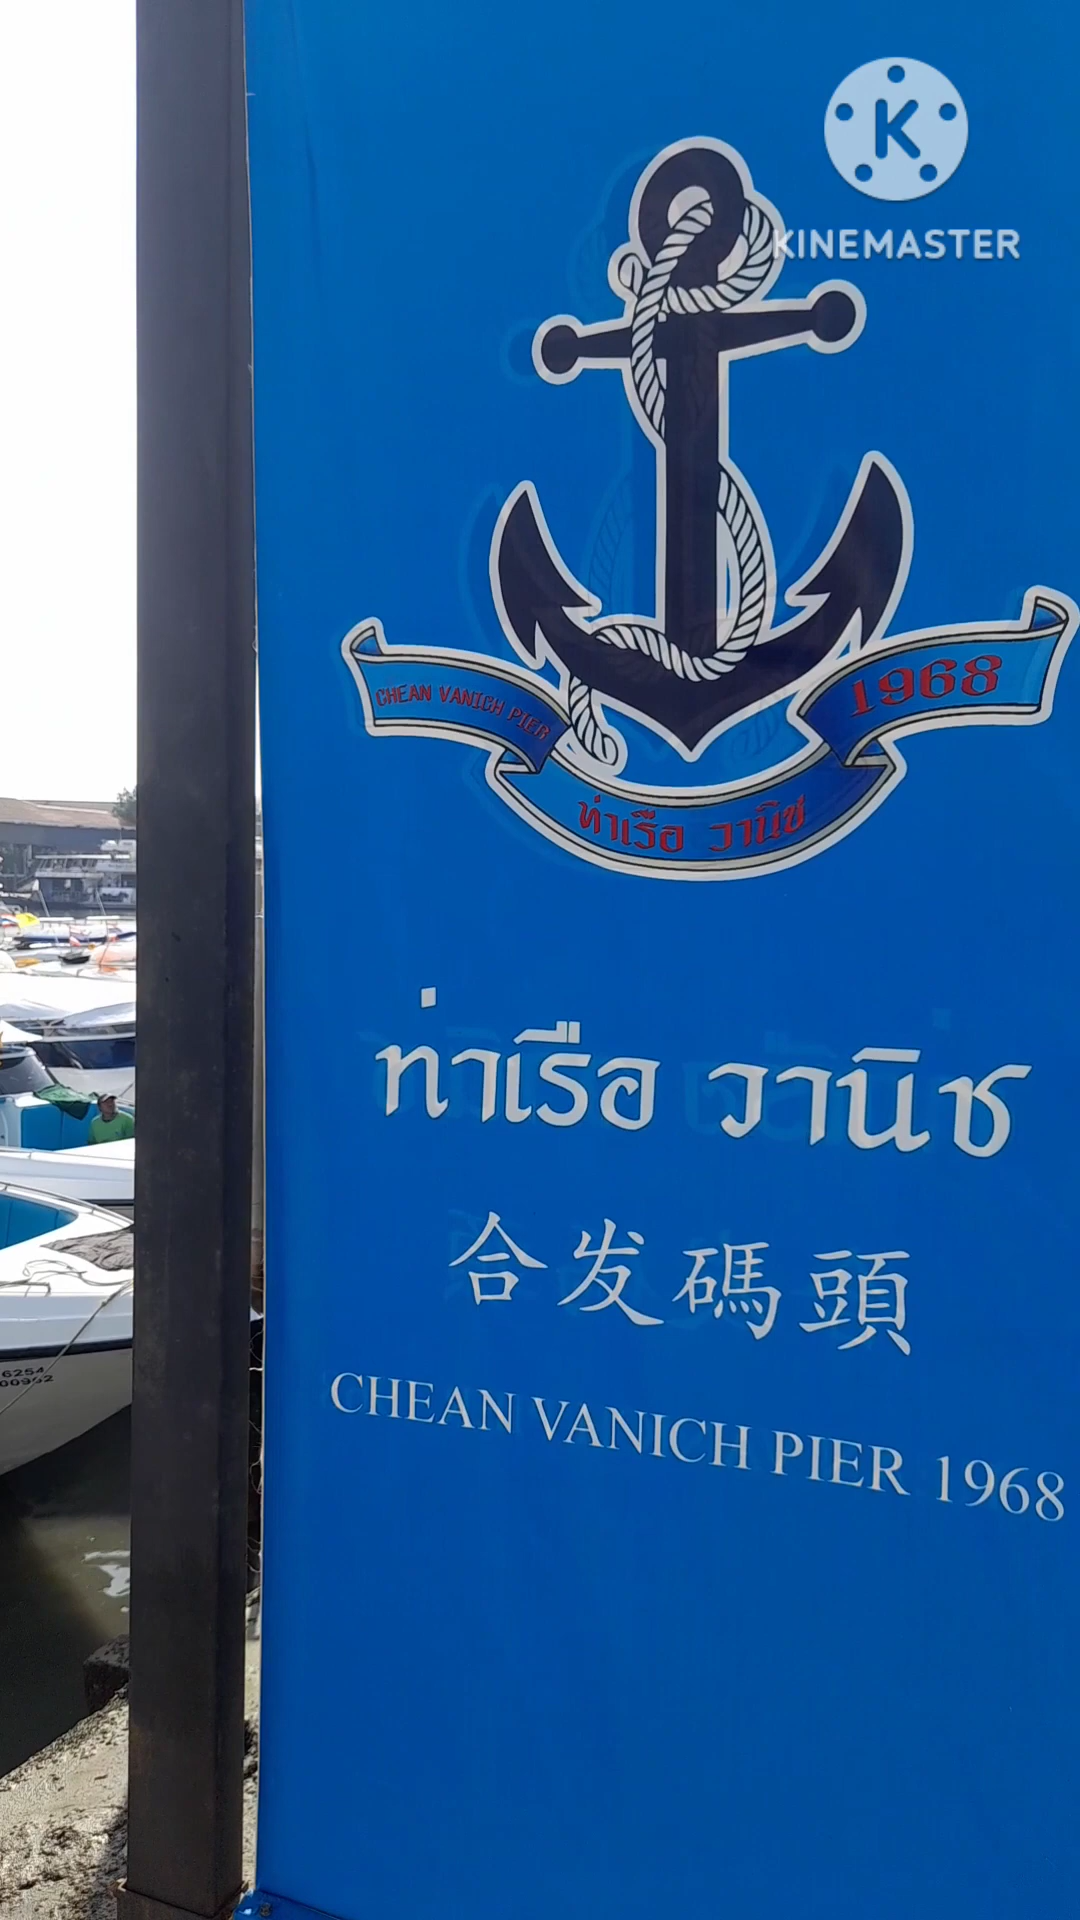 K
KINEMASTER
CHEAN VANICH PIER
1968
ท่าเรือ วานิช
ท่าเรือ วานิช
合发碼頭
CHEAN VANICH PIER 1968
6254